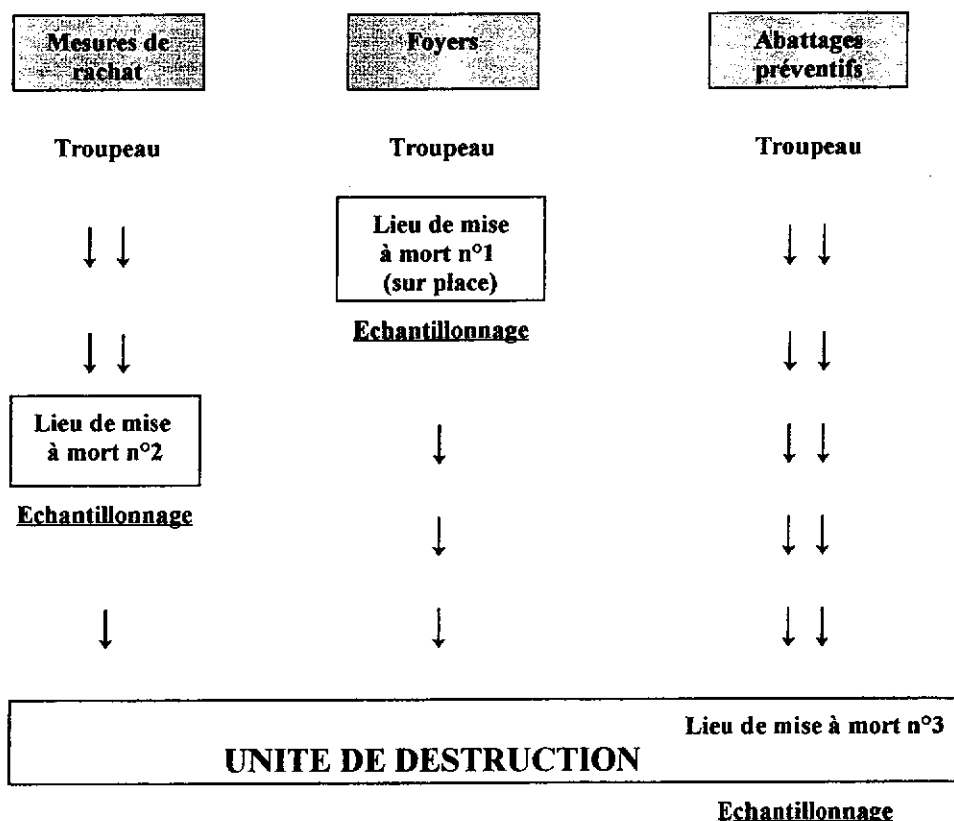 Mesures de
rachat
Foyers
Abattages
préventifs
Troupeau
Troupeau
Troupeau
Lieu de mise
à mort n°1
(sur place)
Echantillonnage
Lieu de mise
à mort n°2
Echantillonnage
Lieu de mise à mort n°3
UNITE DE DESTRUCTION
Echantillonnage